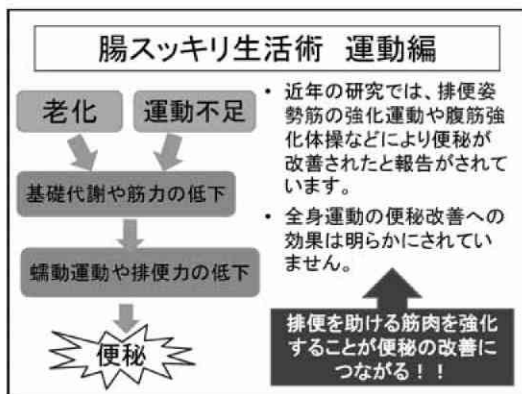 腸スッキリ生活術 運動編
老化
運動不足
基礎代謝や筋力の低下
蠕動運動や排便力の低下
便秘
• 近年の研究では、排便姿
勢筋の強化運動や腹筋強
化体操などにより便秘が
改善されたと報告がされて
います。
• 全身運動の便秘改善への
効果は明らかにされてい
ません。
排便を助ける筋肉を強化
することが便秘の改善に
つながる！！